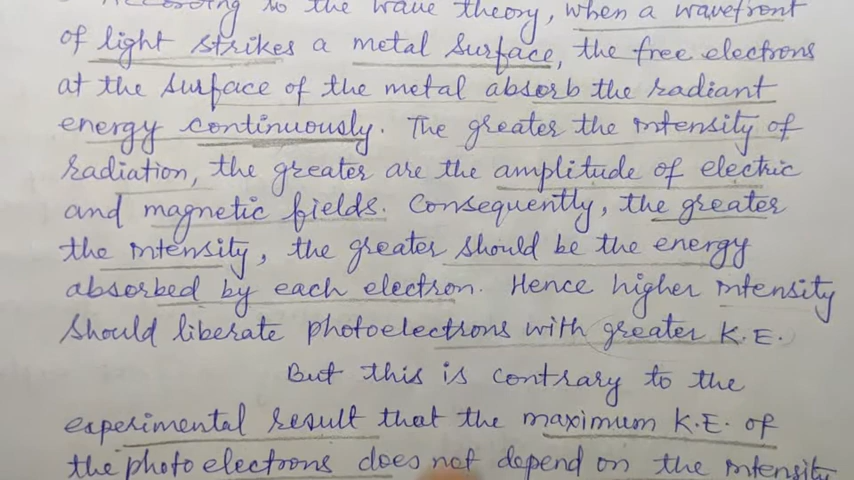 According to the wave theory, when a wavefront
of light strikes a metal surface, the free electrons
at the surface of the metal absorb the radiant
energy continuously. The greater the intensity of
radiation, the greater are the amplitude of electric
and magnetic fields. Consequently, the greater
the intensity, the greater should be the energy
absorbed by each electron. Hence higher intensity
should liberate photoelectrons with greater K.E.
But this is contrary to the
experimental result that the maximum K.E. of
the photo electrons does not depend on the intensity